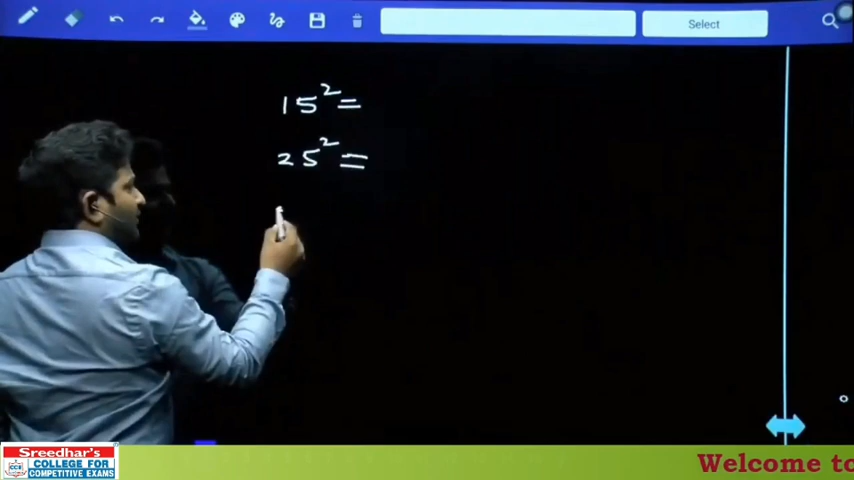 Select
15²=
25²=
Sreedhar's
CCE
COLLEGE FOR
COMPETITIVE EXAMS
Welcome to